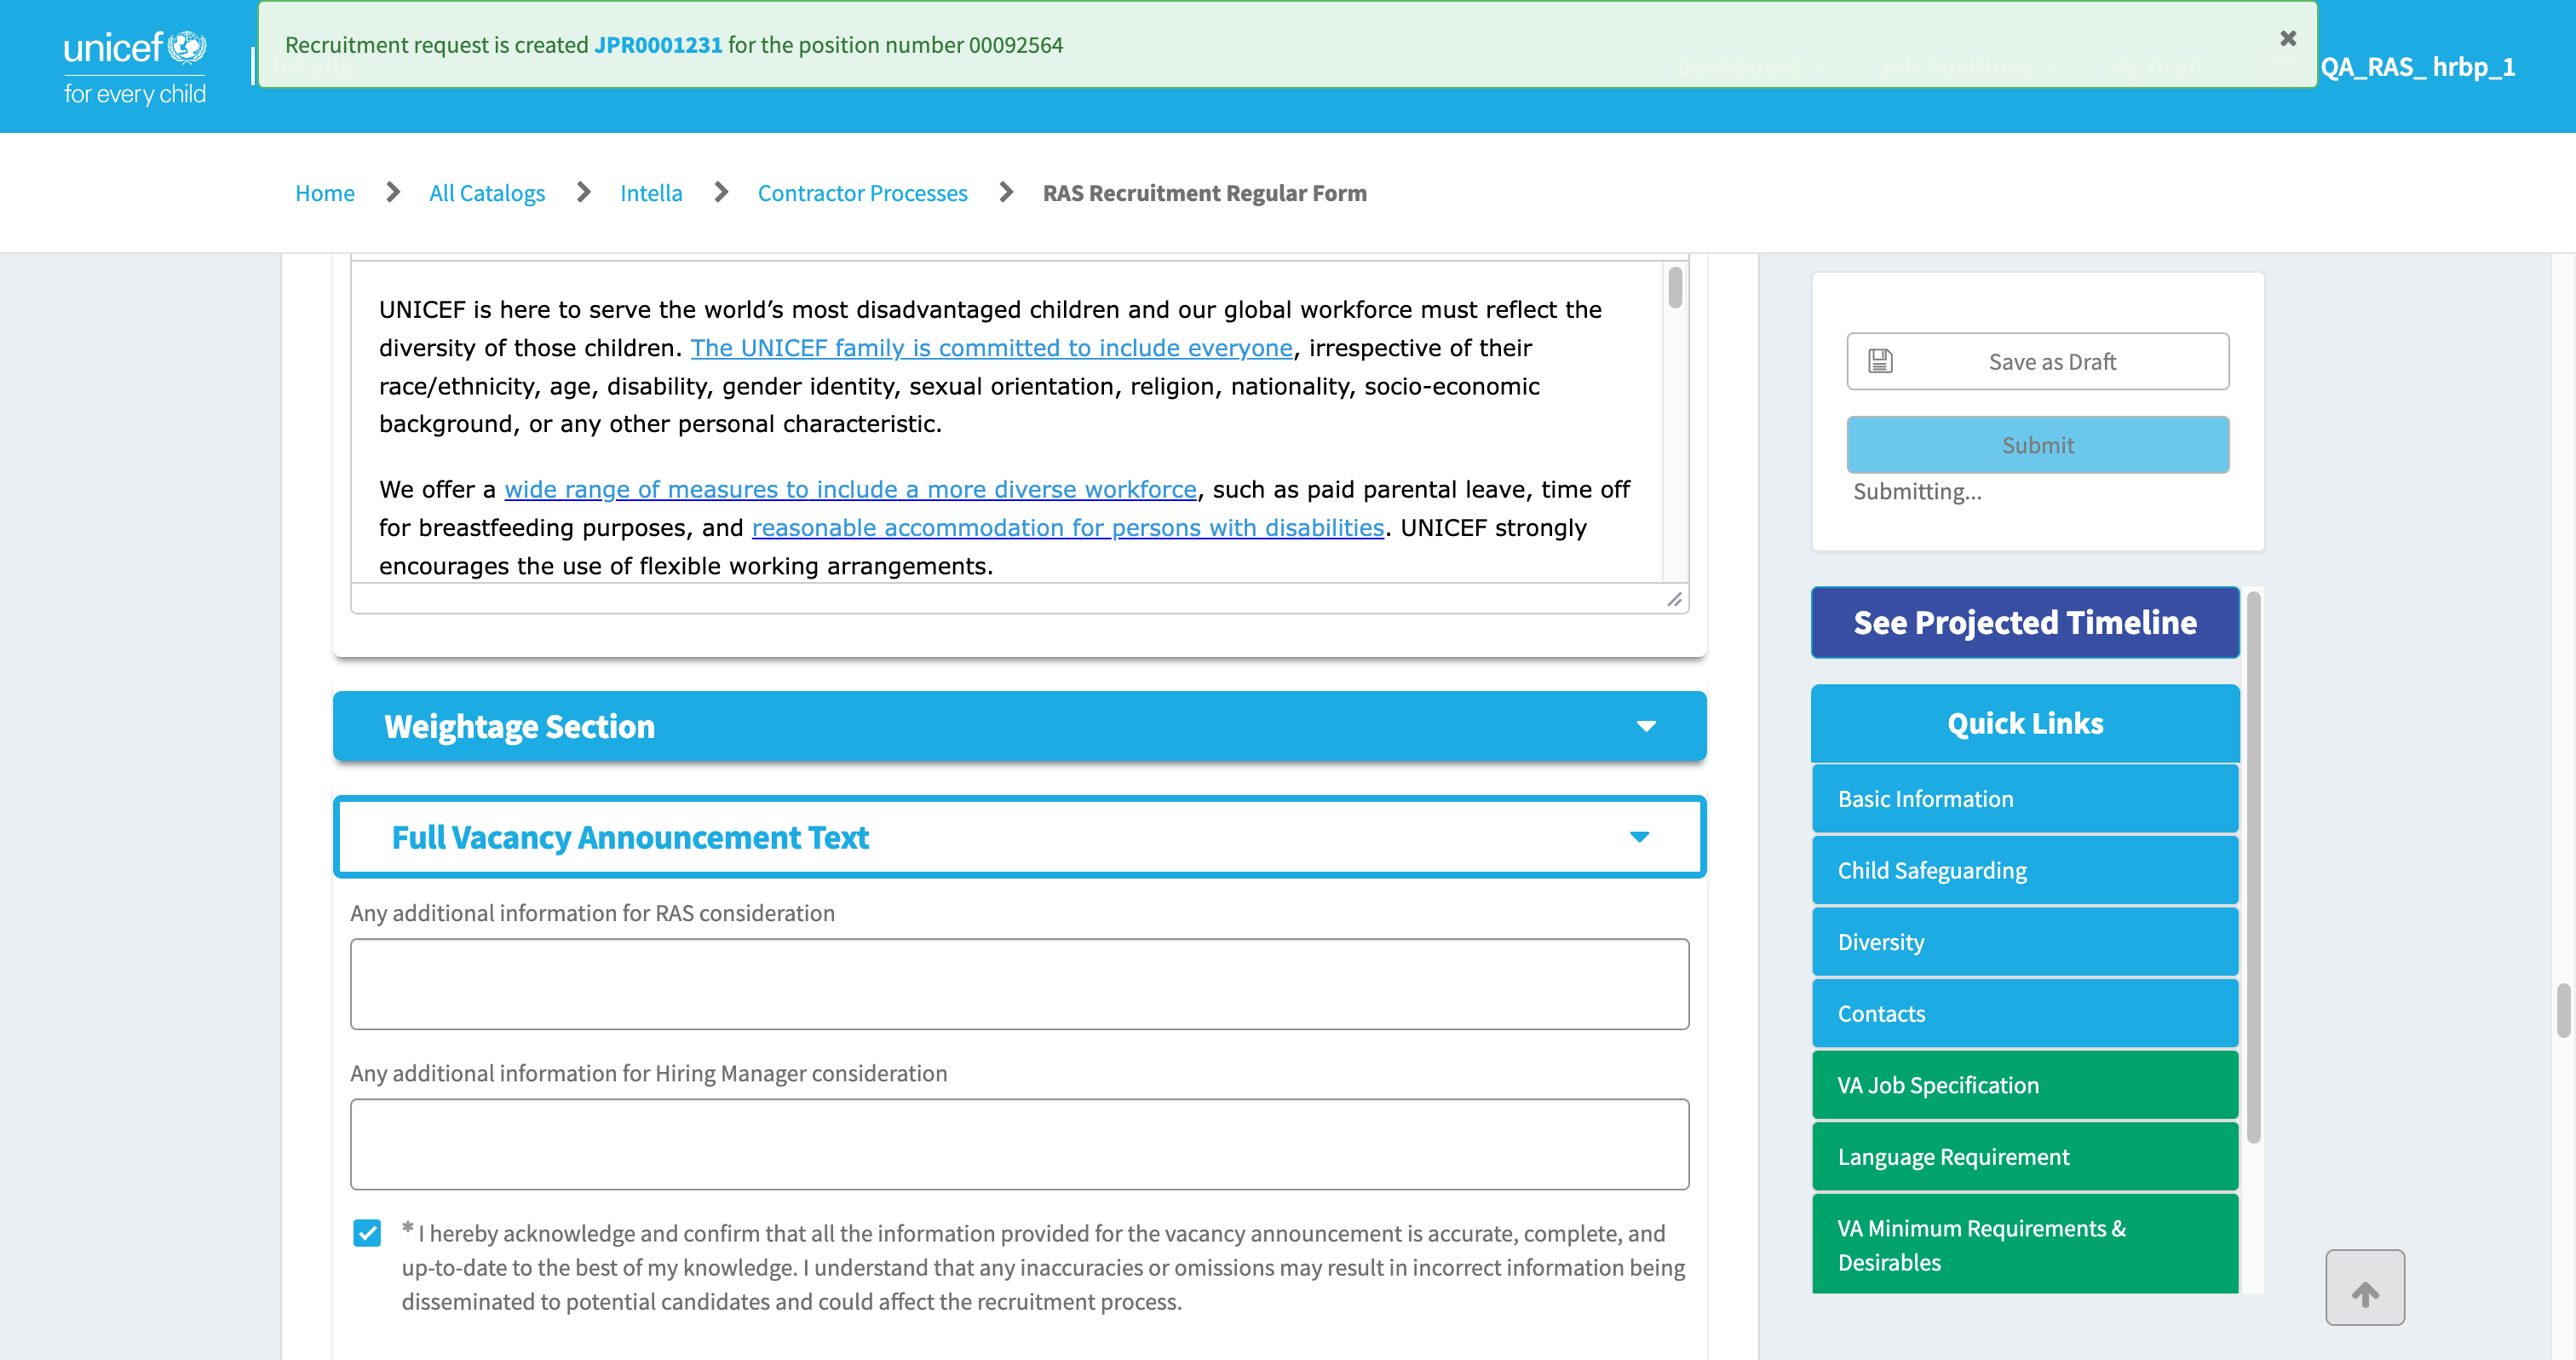 unicef
for every child
Recruitment request is created JPR0001231 for the position number 00092564
Intella
Dashboard
Job Positions
My Draft
QA_RAS_ hrbp_1
Home
All Catalogs
Intella
Contractor Processes
RAS Recruitment Regular Form
UNICEF is here to serve the world’s most disadvantaged children and our global workforce must reflect the
diversity of those children. The UNICEF family is committed to include everyone, irrespective of their
race/ethnicity, age, disability, gender identity, sexual orientation, religion, nationality, socio-economic
background, or any other personal characteristic.
We offer a wide range of measures to include a more diverse workforce, such as paid parental leave, time off
for breastfeeding purposes, and reasonable accommodation for persons with disabilities. UNICEF strongly
encourages the use of flexible working arrangements.
Weightage Section
Full Vacancy Announcement Text
Any additional information for RAS consideration
Any additional information for Hiring Manager consideration
* I hereby acknowledge and confirm that all the information provided for the vacancy announcement is accurate, complete, and
up-to-date to the best of my knowledge. I understand that any inaccuracies or omissions may result in incorrect information being
disseminated to potential candidates and could affect the recruitment process.
Save as Draft
Submit
Submitting...
See Projected Timeline
Quick Links
Basic Information
Child Safeguarding
Diversity
Contacts
VA Job Specification
Language Requirement
VA Minimum Requirements &
Desirables